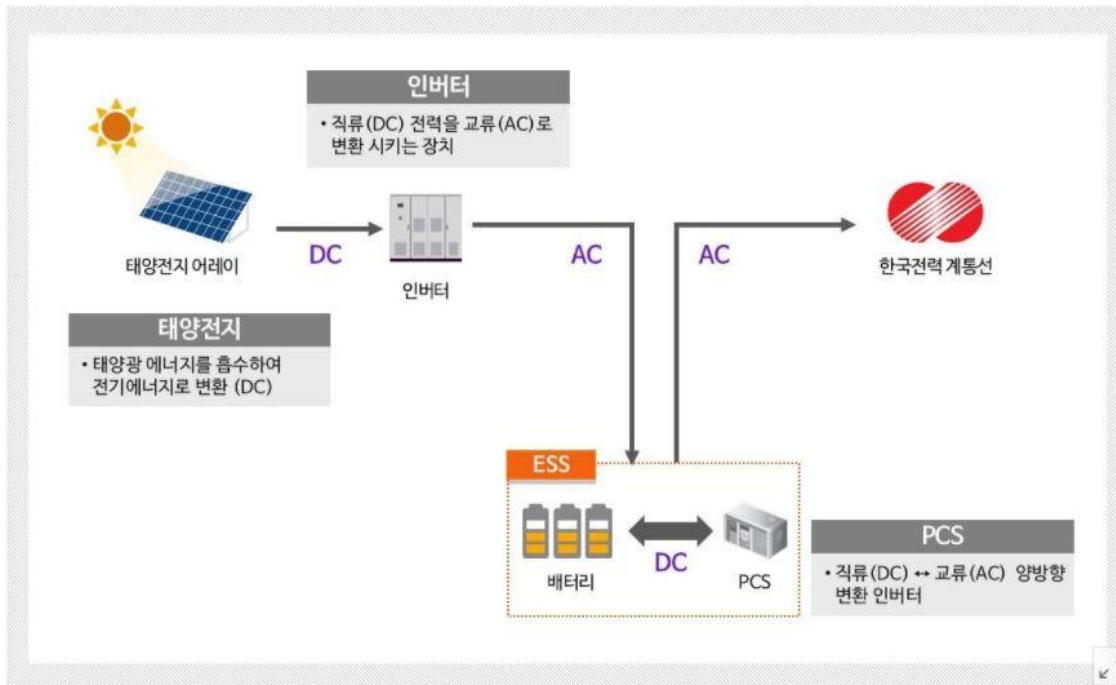 인버터
• 직류(DC) 전력을 교류(AC)로
변환 시키는 장치
DC
AC
AC
태양전지 어레이
인버터
한국전력 계통선
태양전지
• 태양광 에너지를 흡수하여
전기에너지로 변환 (DC)
ESS
DC
배터리
PCS
PCS
• 직류(DC) ↔ 교류(AC) 양방향
변환 인버터